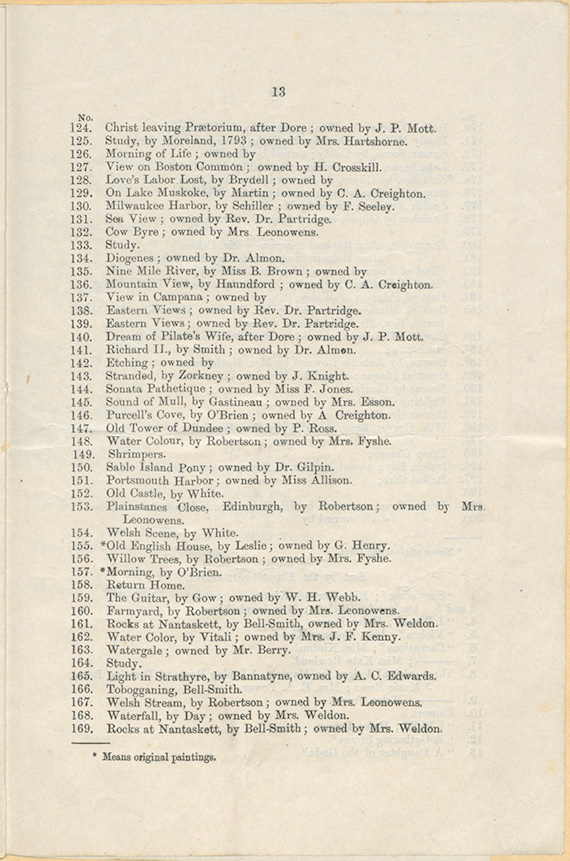 13
No.
124. Christ leaving Prætorium, after Dore ; owned by J. P. Mott.
125. Study, by Moreland, 1793 ; owned by Mrs. Hartshorne.
126. Morning of Life ; owned by
127. View on Boston Common ; owned by H. Crosskill.
128. Love's Labor Lost, by Brydell ; owned by
129. On Lake Muskoke, by Martin ; owned by C. A. Creighton.
130. Milwaukee Harbor, by Schiller ; owned by F. Seeley.
131. Sea View ; owned by Rev. Dr. Partridge.
132. Cow Byre ; owned by Mrs. Leonowens.
133. Study.
134. Diogenes ; owned by Dr. Almon.
135. Nine Mile River, by Miss B. Brown ; owned by
136. Mountain View, by Haundford ; owned by C. A. Creighton.
137. View in Campana ; owned by
138. Eastern Views ; owned by Rev. Dr. Partridge.
139. Eastern Views ; owned by Rev. Dr. Partridge.
140. Dream of Pilate's Wife, after Dore ; owned by J. P. Mott.
141. Richard II., by Smith ; owned by Dr. Almon.
142. Etching ; owned by
143. Stranded, by Zorkney ; owned by J. Knight.
144. Sonata Pathetique ; owned by Miss F. Jones.
145. Sound of Mull, by Gastineau ; owned by Mrs. Esson.
146. Purcell's Cove, by O'Brien ; owned by A Creighton.
147. Old Tower of Dundee ; owned by P. Ross.
148. Water Colour, by Robertson ; owned by Mrs. Fyshe.
149. Shrimpers.
150. Sable Island Pony ; owned by Dr. Gilpin.
151. Portsmouth Harbor ; owned by Miss Allison.
152. Old Castle, by White.
153. Plainstanes Close, Edinburgh, by Robertson ; owned by Mrs.
Leonowens.
154. Welsh Scene, by White.
155. *Old English House, by Leslie ; owned by G. Henry.
156. Willow Trees, by Robertson ; owned by Mrs. Fyshe.
157. *Morning, by O'Brien.
158. Return Home.
159. The Guitar, by Gow ; owned by W. H. Webb.
160. Farmyard, by Robertson ; owned by Mrs. Leonowens.
161. Rocks at Nantaskett, by Bell-Smith, owned by Mrs. Weldon.
162. Water Color, by Vitali ; owned by Mrs. J. F. Kenny.
163. Watergale ; owned by Mr. Berry.
164. Study.
165. Light in Strathyre, by Bannatyne, owned by A. C. Edwards.
166. Tobogganing, Bell-Smith.
167. Welsh Stream, by Robertson ; owned by Mrs. Leonowens.
168. Waterfall, by Day ; owned by Mrs. Weldon.
169. Rocks at Nantaskett, by Bell-Smith ; owned by Mrs. Weldon.
* Means original paintings.